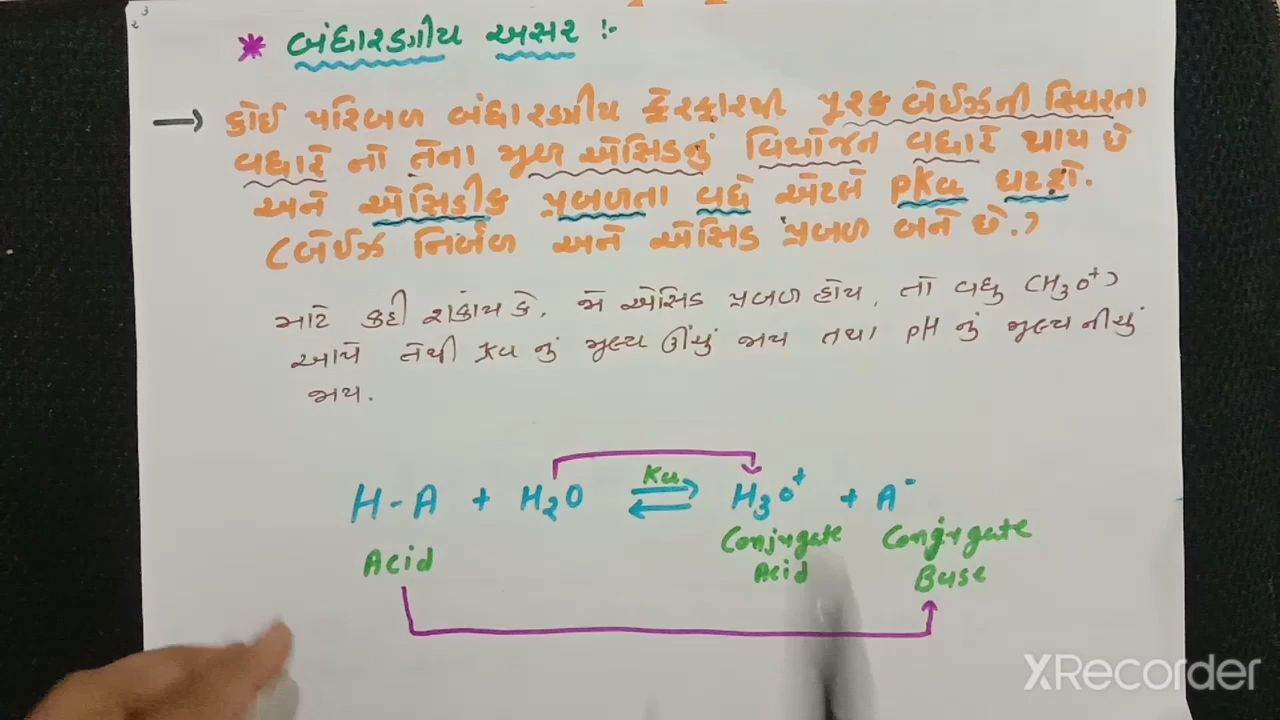 * બંધારણીય અસર :-
→ કોઈ પરિબળ બંધારણીય ફેરફારથી પૂરક બેઈઝની સ્થિરતા
વધારે તો તેના મૂળ એસિડનું વિયોજન વધારે થાય છે
અને એસિડીક પ્રબળતા વધે એટલે pKa ઘટશે.
(બેઈઝ નિર્બળ અને એસિડ પ્રબળ બને છે.)
માટે કહી શકાય કે, જો એસિડ પ્રબળ હોય, તો વધુ (H₃O⁺)
આપે તેથી Ka નું મૂલ્ય ઊંચું જાય તથા pH નું મૂલ્ય નીચું
જાય.
Ka
H-A + H₂O ⇌ H₃O⁺ + A⁻
Acid Conjugate Acid Conjugate Base
XRecorder